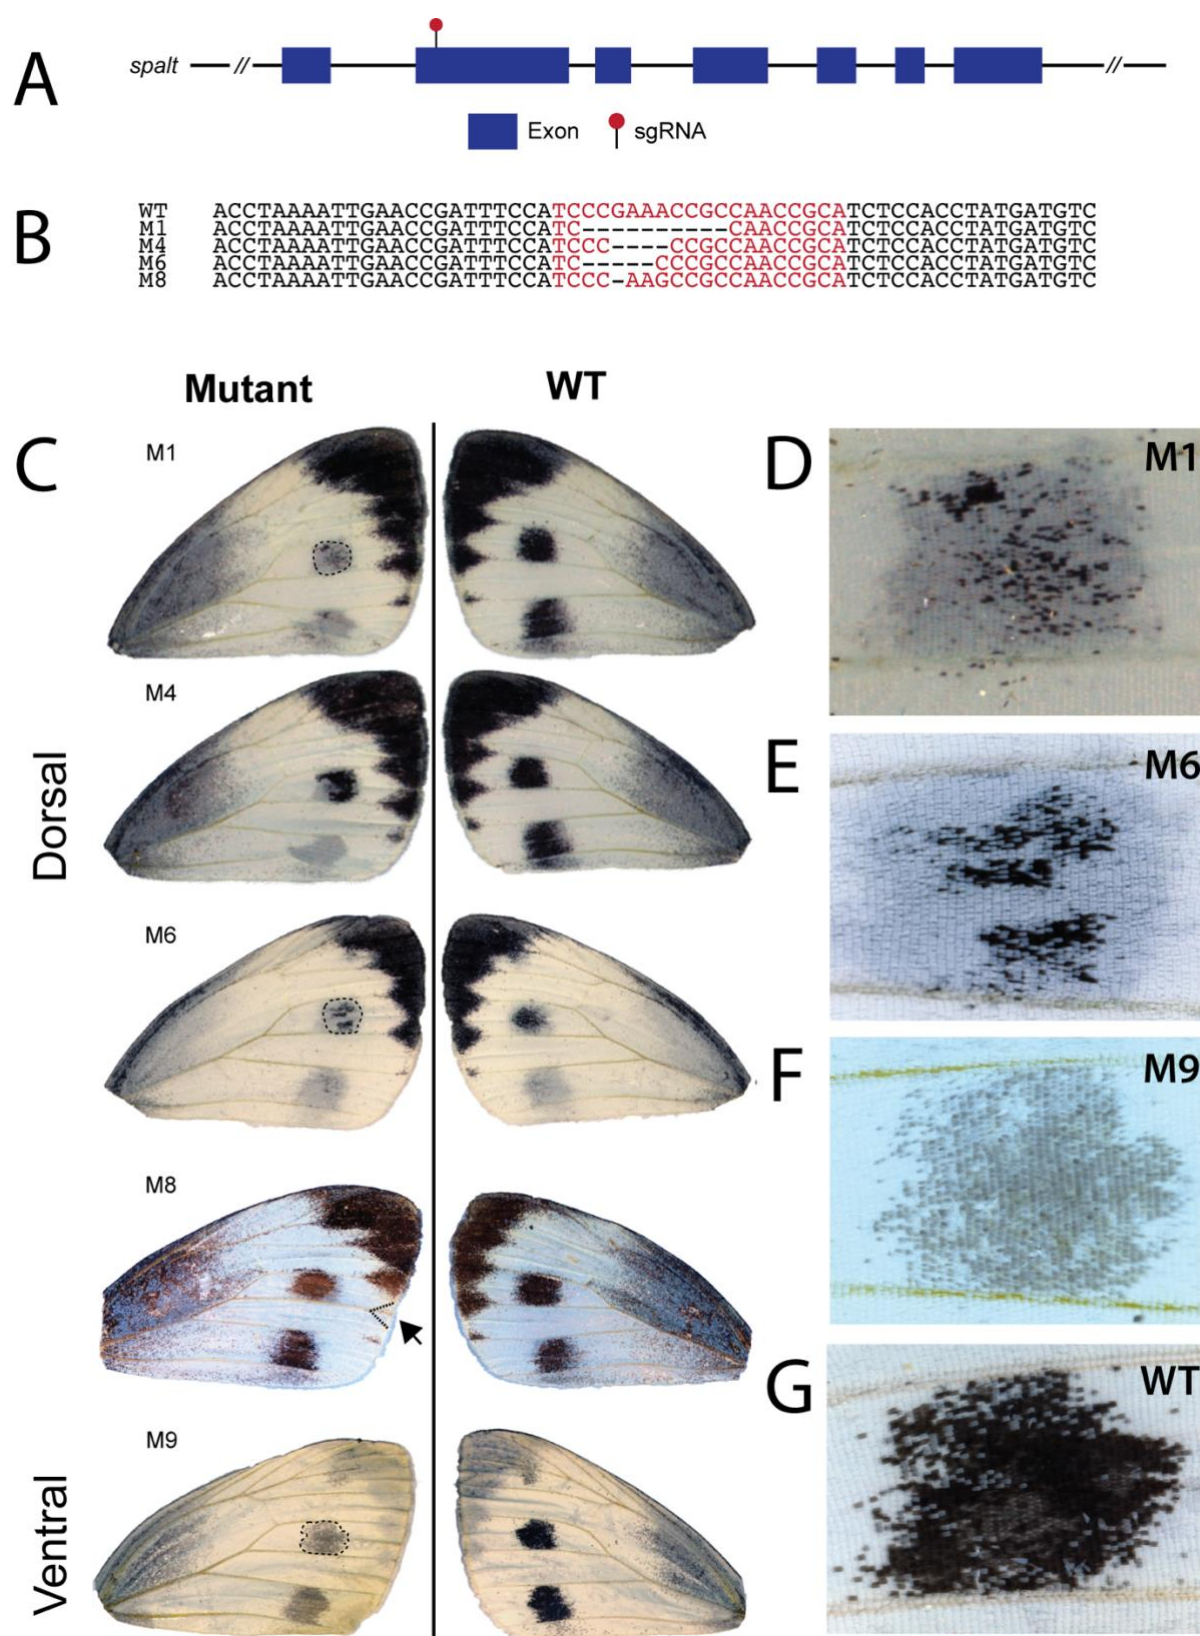 A
spalt // //
Exon sgRNA
B
WT ACCTAAAATTGAACCGATTTCCATCCCGAAACCGCCAACCGCATCTCCACCTATGATGTC
M1 ACCTAAAATTGAACCGATTTCCATC----------CAACCGCATCTCCACCTATGATGTC
M4 ACCTAAAATTGAACCGATTTCCATCCC----CCGCCAACCGCATCTCCACCTATGATGTC
M6 ACCTAAAATTGAACCGATTTCCATC-----CCCGCCAACCGCATCTCCACCTATGATGTC
M8 ACCTAAAATTGAACCGATTTCCATCCC-AAGCCGCCAACCGCATCTCCACCTATGATGTC
Mutant WT
C
M1
M4
M6
M8
M9
Dorsal
Ventral
D
M1
E
M6
F
M9
G
WT